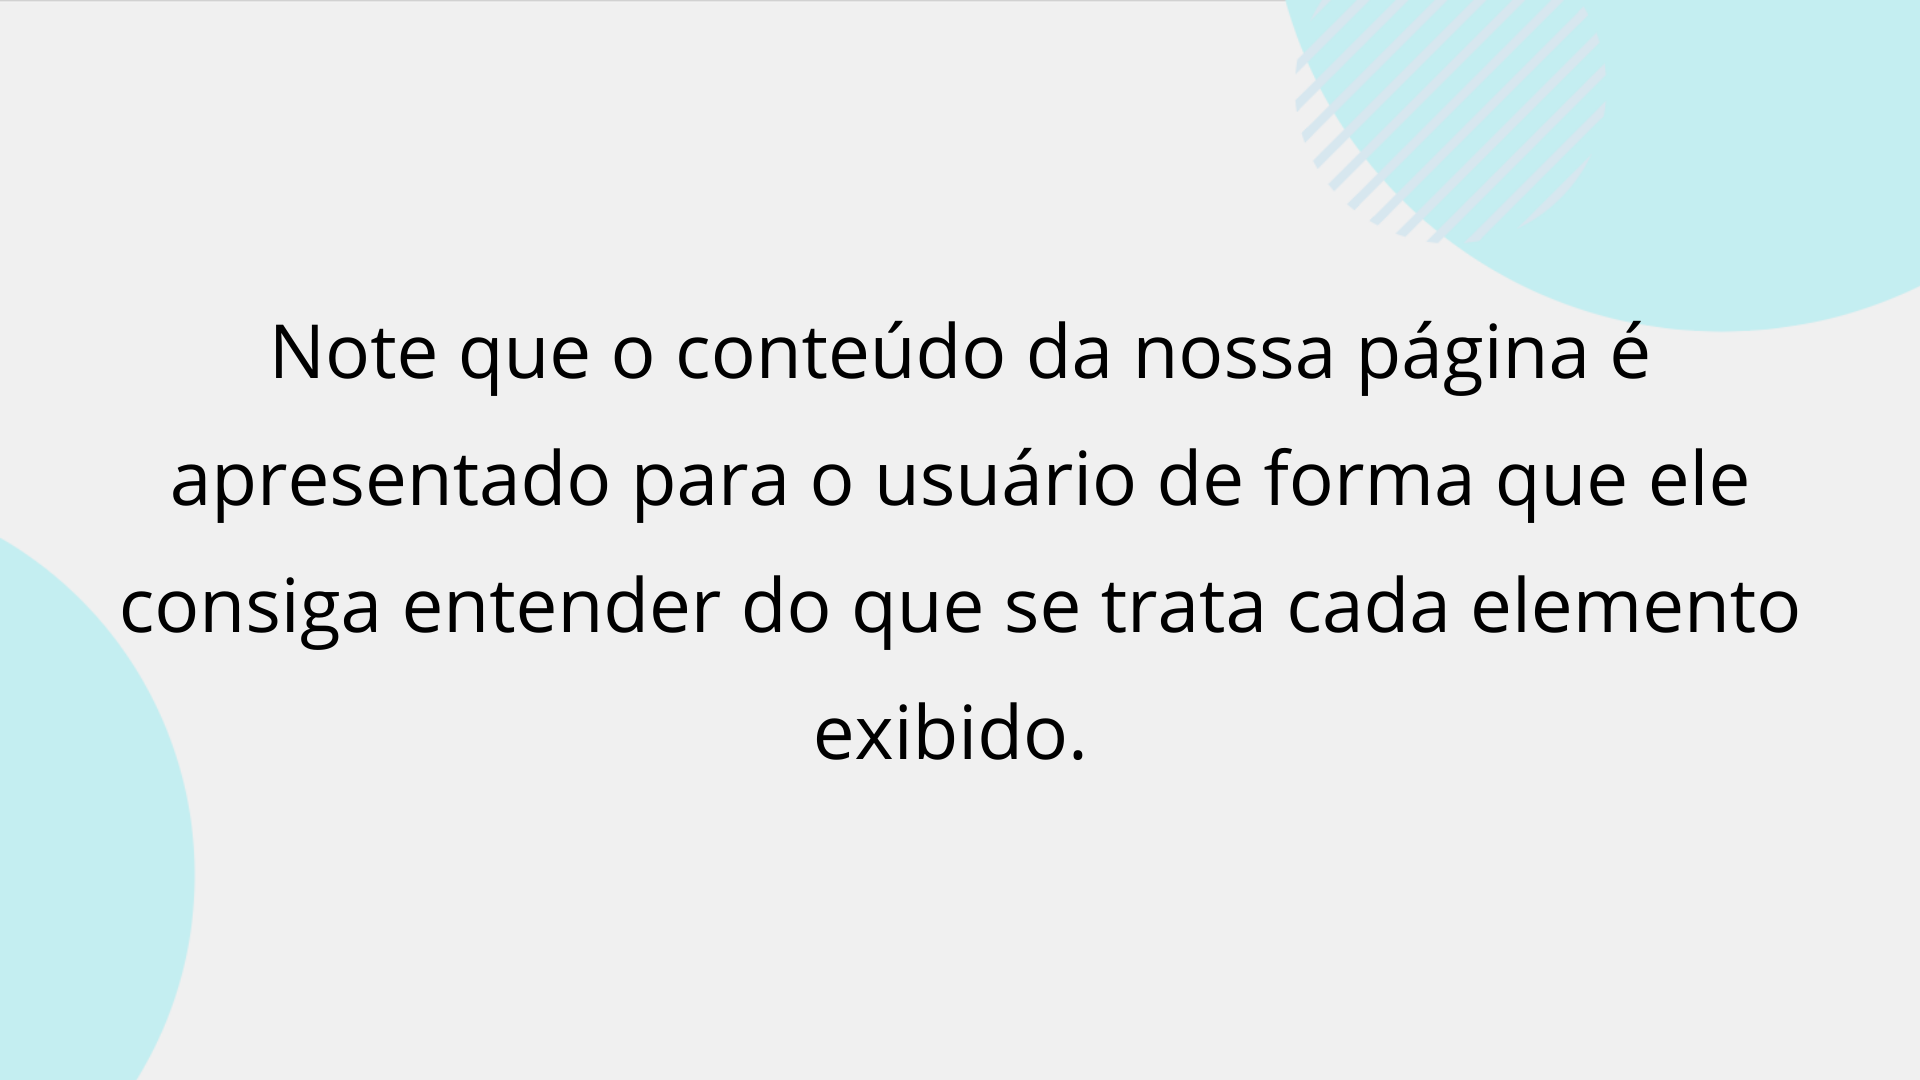 Note que o conteúdo da nossa página é
apresentado para o usuário de forma que ele
consiga entender do que se trata cada elemento
exibido.